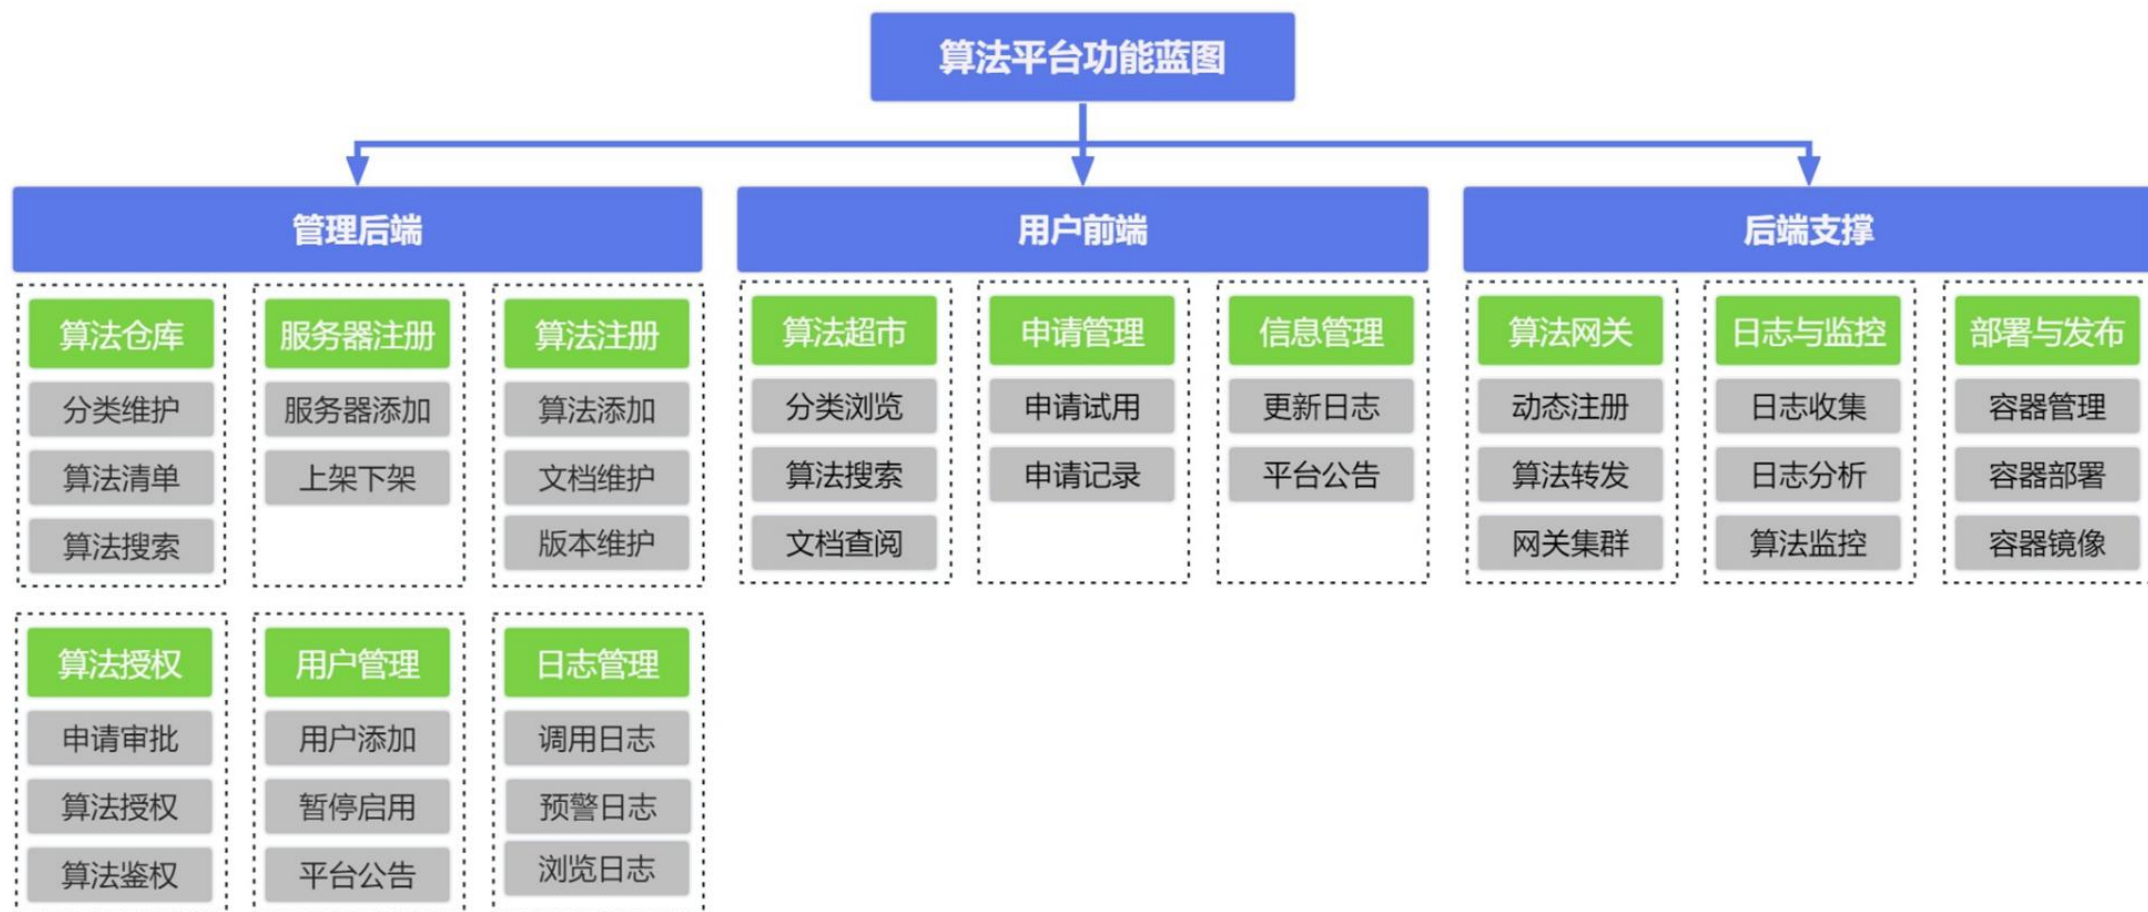 算法平台功能蓝图
管理后端
用户前端
后端支撑
算法仓库
分类维护
算法清单
算法搜索
服务器注册
服务器添加
上架下架
算法注册
算法添加
文档维护
版本维护
算法授权
申请审批
算法授权
算法鉴权
用户管理
用户添加
暂停启用
平台公告
日志管理
调用日志
预警日志
浏览日志
算法超市
分类浏览
算法搜索
文档查阅
申请管理
申请试用
申请记录
信息管理
更新日志
平台公告
算法网关
动态注册
算法转发
网关集群
日志与监控
日志收集
日志分析
算法监控
部署与发布
容器管理
容器部署
容器镜像